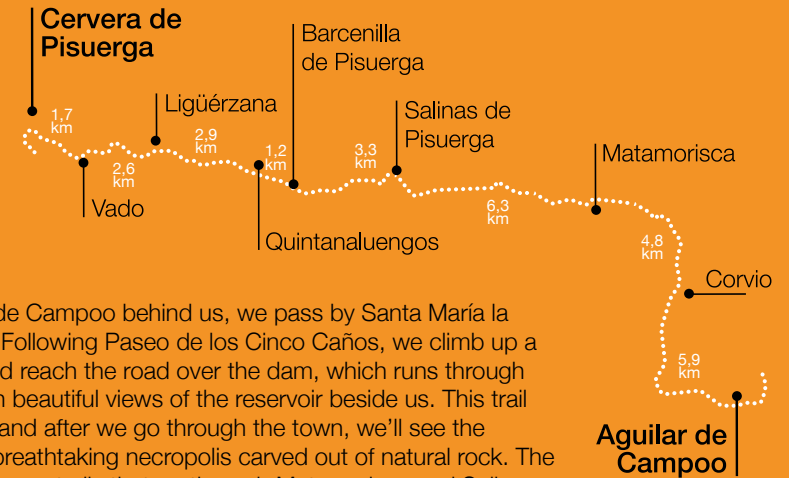 Cervera de
Pisuerga
Barcenilla
de Pisuerga
Ligüérzana
Salinas de
Pisuerga
Matamorisca
1,7
km
2,6
km
2,9
km
1,2
km
3,3
km
6,3
km
4,8
km
5,9
km
Vado
Quintanaluengos
Corvio
Aguilar de
Campoo
de Campoo behind us, we pass by Santa María la
Following Paseo de los Cinco Caños, we climb up a
d reach the road over the dam, which runs through
beautiful views of the reservoir beside us. This trail
and after we go through the town, we'll see the
breathtaking necropolis carved out of natural rock. The